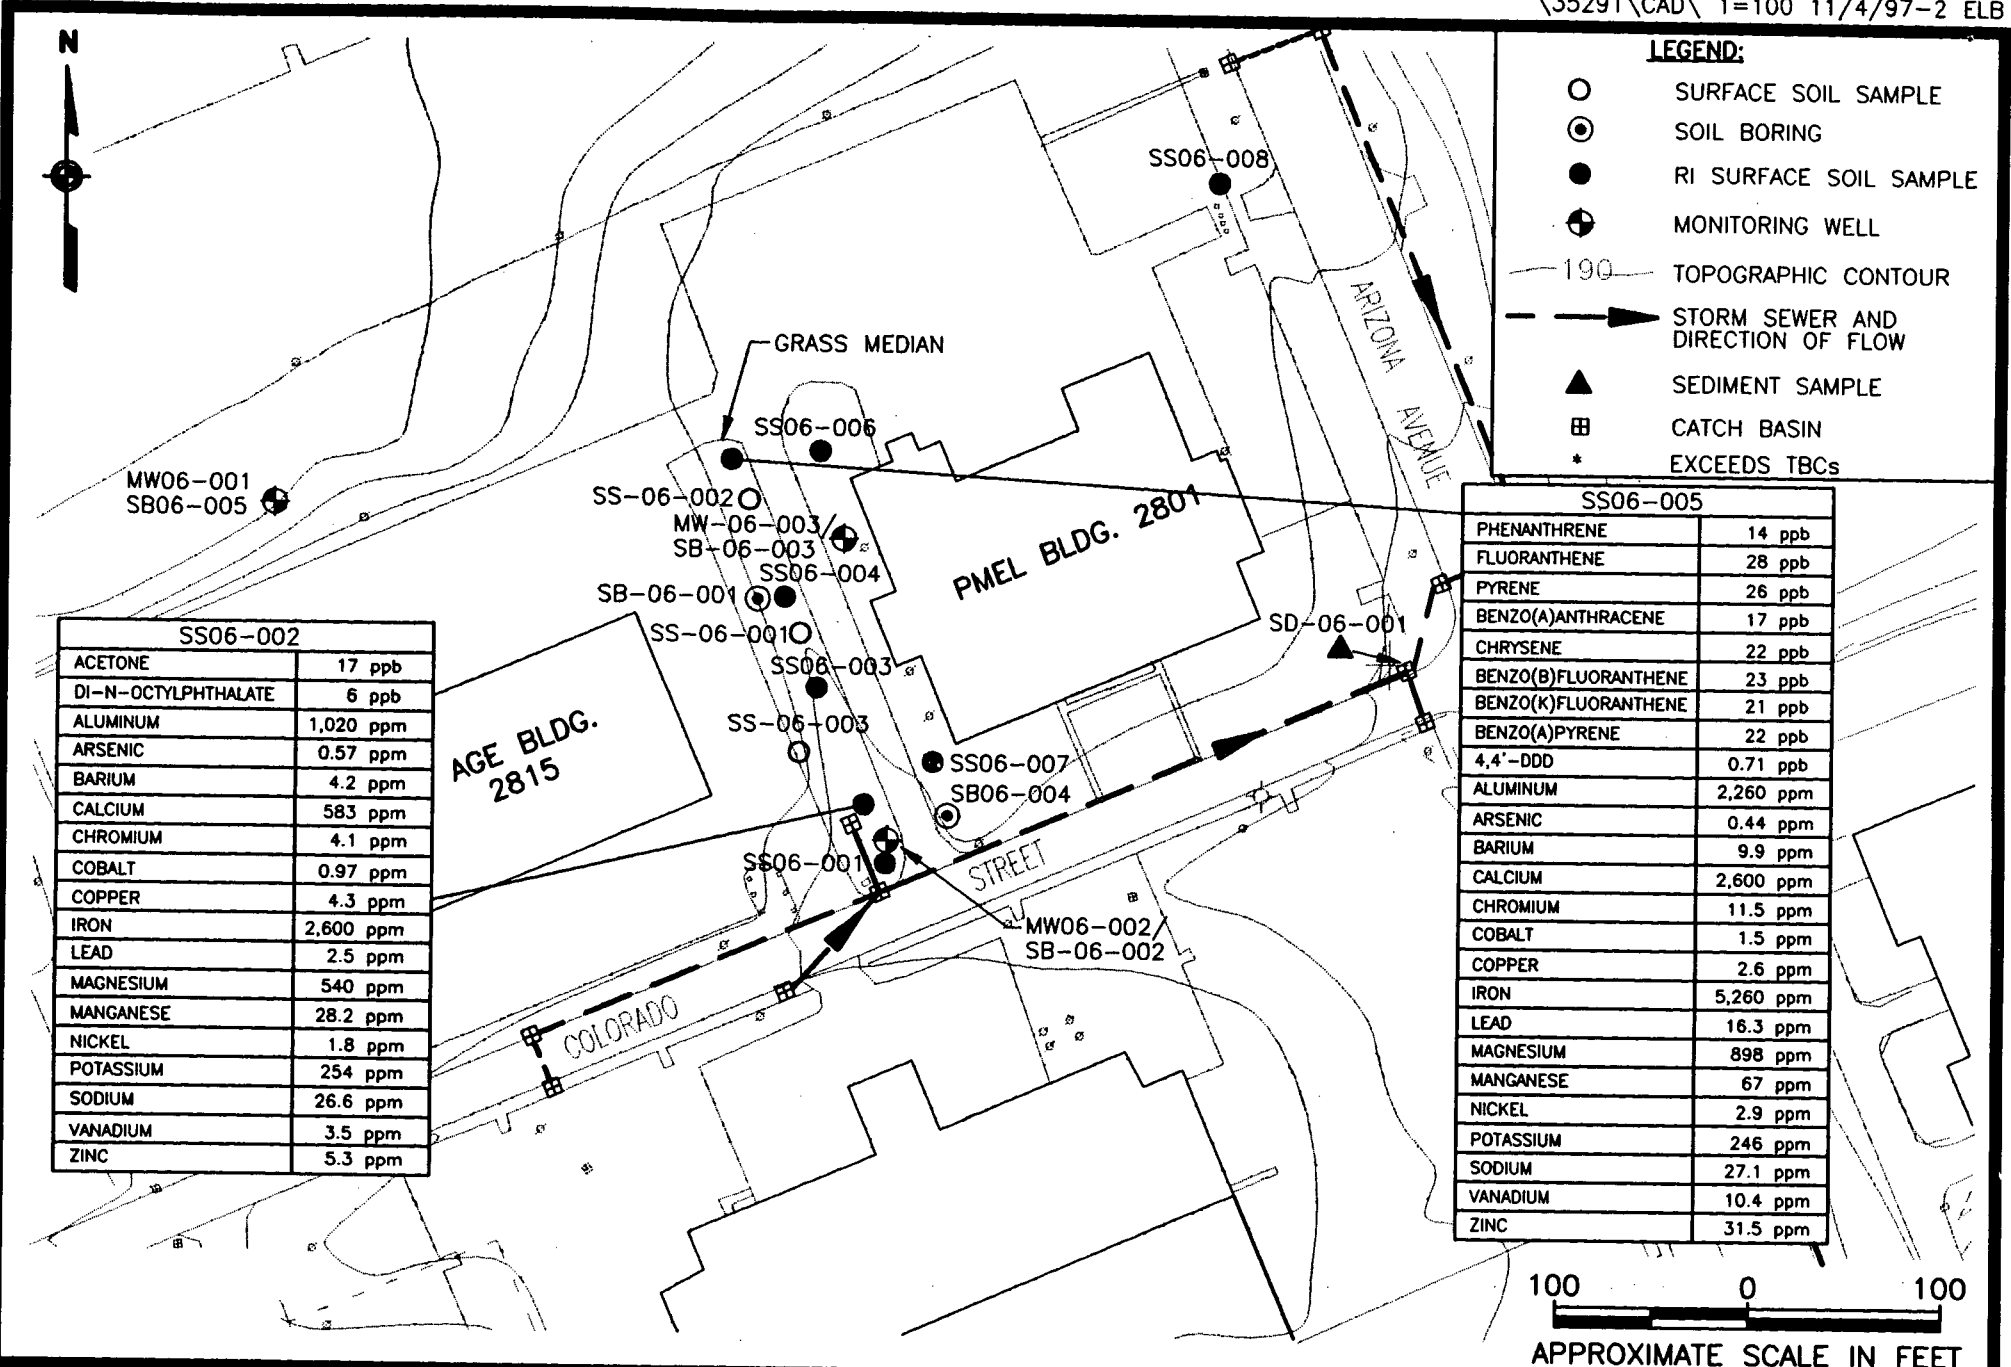 \35291\CAD\ 1=100 11/4/97-2 ELB
N
LEGEND:
SURFACE SOIL SAMPLE
SOIL BORING
RI SURFACE SOIL SAMPLE
MONITORING WELL
190 TOPOGRAPHIC CONTOUR
STORM SEWER AND
DIRECTION OF FLOW
SEDIMENT SAMPLE
CATCH BASIN
* EXCEEDS TBCs
SS06-008
ARIZONA AVENUE
GRASS MEDIAN
SS06-006
MW06-001
SB06-005
SS-06-002
MW-06-003/
SB-06-003
SS06-004
SB-06-001
SS-06-001
SS06-003
SS-06-003
PMEL BLDG. 2801
SD-06-001
AGE BLDG.
2815
SS06-007
SB06-004
SS06-001
STREET
MW06-002/
SB-06-002
COLORADO
SS06-002
ACETONE 17 ppb
DI-N-OCTYLPHTHALATE 6 ppb
ALUMINUM 1,020 ppm
ARSENIC 0.57 ppm
BARIUM 4.2 ppm
CALCIUM 583 ppm
CHROMIUM 4.1 ppm
COBALT 0.97 ppm
COPPER 4.3 ppm
IRON 2,600 ppm
LEAD 2.5 ppm
MAGNESIUM 540 ppm
MANGANESE 28.2 ppm
NICKEL 1.8 ppm
POTASSIUM 254 ppm
SODIUM 26.6 ppm
VANADIUM 3.5 ppm
ZINC 5.3 ppm
SS06-005
PHENANTHRENE 14 ppb
FLUORANTHENE 28 ppb
PYRENE 26 ppb
BENZO(A)ANTHRACENE 17 ppb
CHRYSENE 22 ppb
BENZO(B)FLUORANTHENE 23 ppb
BENZO(K)FLUORANTHENE 21 ppb
BENZO(A)PYRENE 22 ppb
4,4'-DDD 0.71 ppb
ALUMINUM 2,260 ppm
ARSENIC 0.44 ppm
BARIUM 9.9 ppm
CALCIUM 2,600 ppm
CHROMIUM 11.5 ppm
COBALT 1.5 ppm
COPPER 2.6 ppm
IRON 5,260 ppm
LEAD 16.3 ppm
MAGNESIUM 898 ppm
MANGANESE 67 ppm
NICKEL 2.9 ppm
POTASSIUM 246 ppm
SODIUM 27.1 ppm
VANADIUM 10.4 ppm
ZINC 31.5 ppm
100 0 100
APPROXIMATE SCALE IN FEET